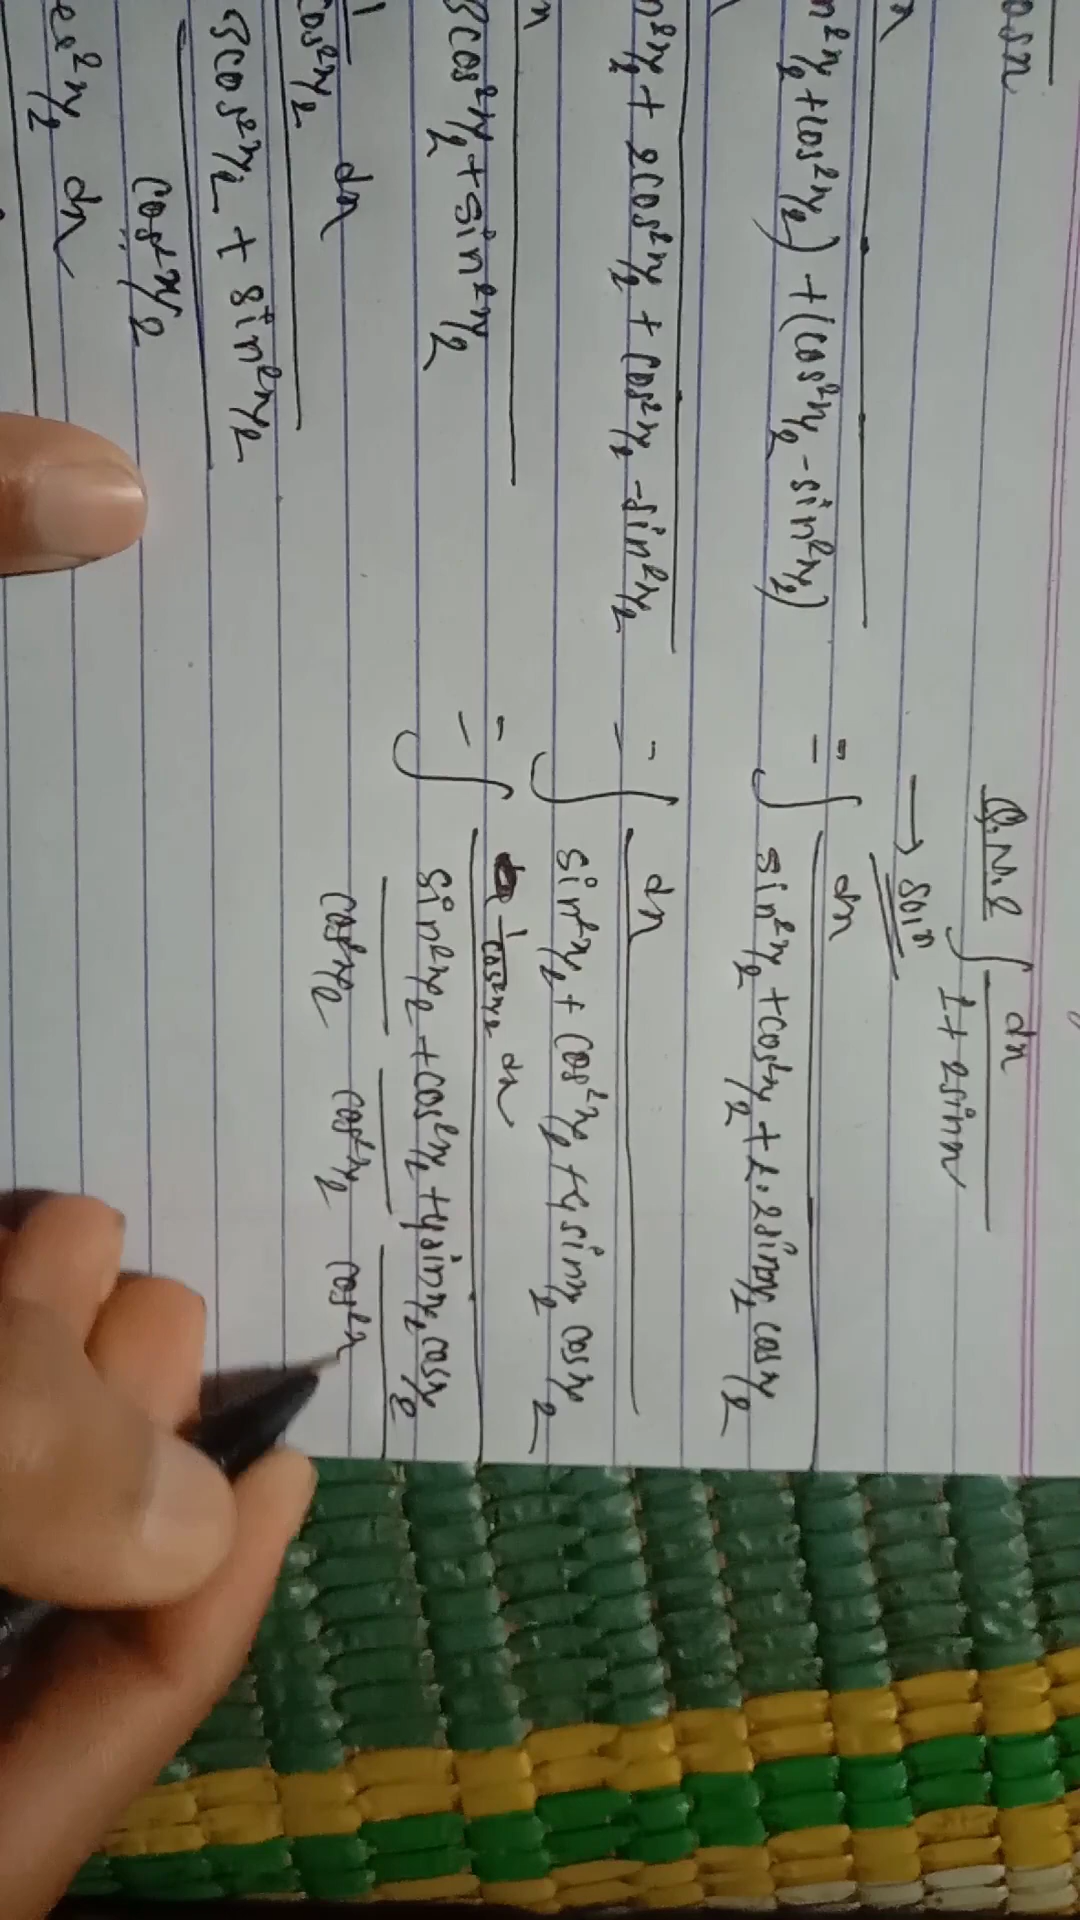 cosx
x
n²x/2 + cos²x/2) + (cos²x/2 - sin²x/2)
n²x/2 + 2cos²x/2 + cos²x/2 - sin²x/2
x
3cos²x/2 + sin²x/2
1
cos²x/2 dx
3cos²x/2 + sin²x/2
cos²x/2
ec²x/2 dx
Q.N.2 ∫ dx
1 + 2sinx
→ solⁿ
= ∫ dx
sin²x/2 + cos²x/2 + 2.2sinx/2 cosx/2
= ∫ dx
sin²x/2 + cos²x/2 + 4sinx/2 cosx/2
= ∫ 1/cos²x/2 dx
sin²x/2 + cos²x/2 + 4sinx/2 cosx/2
cos²x/2 cos²x/2 cos²x